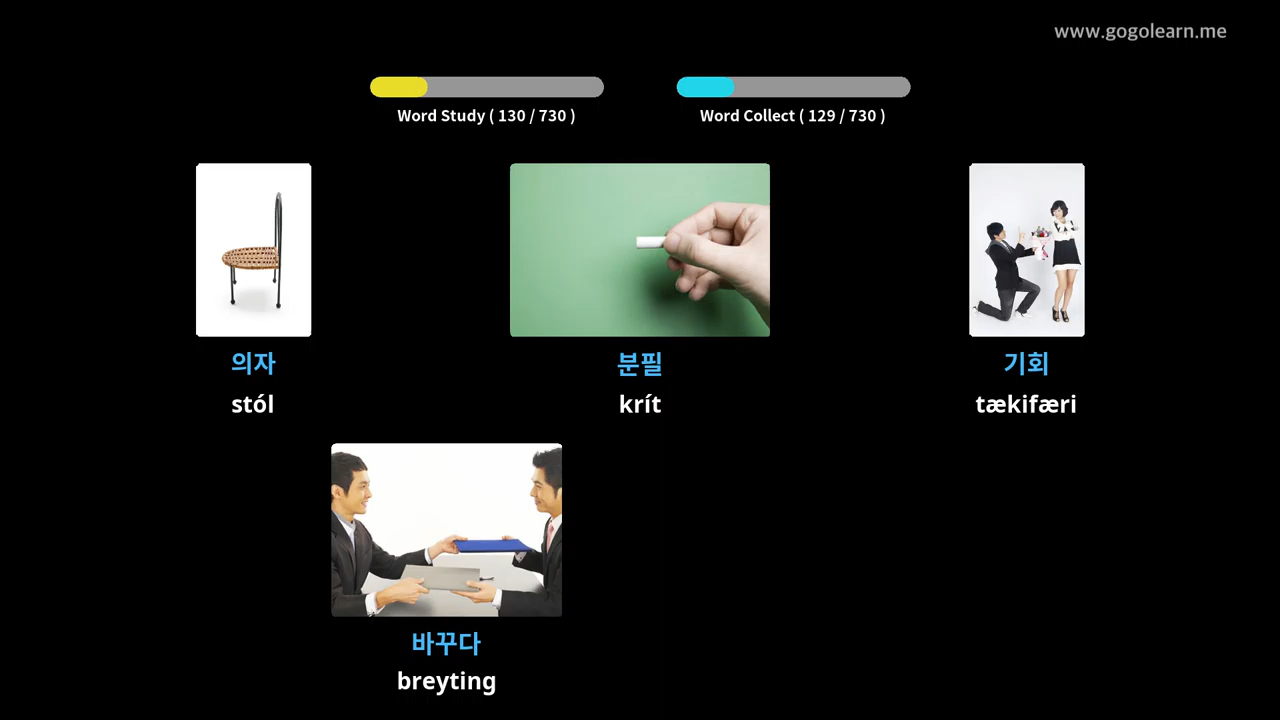 www.gogolearn.me
Word Study ( 130 / 730 )
Word Collect ( 129 / 730 )
의자
분필
기회
stól
krít
tækifæri
바꾸다
breyting